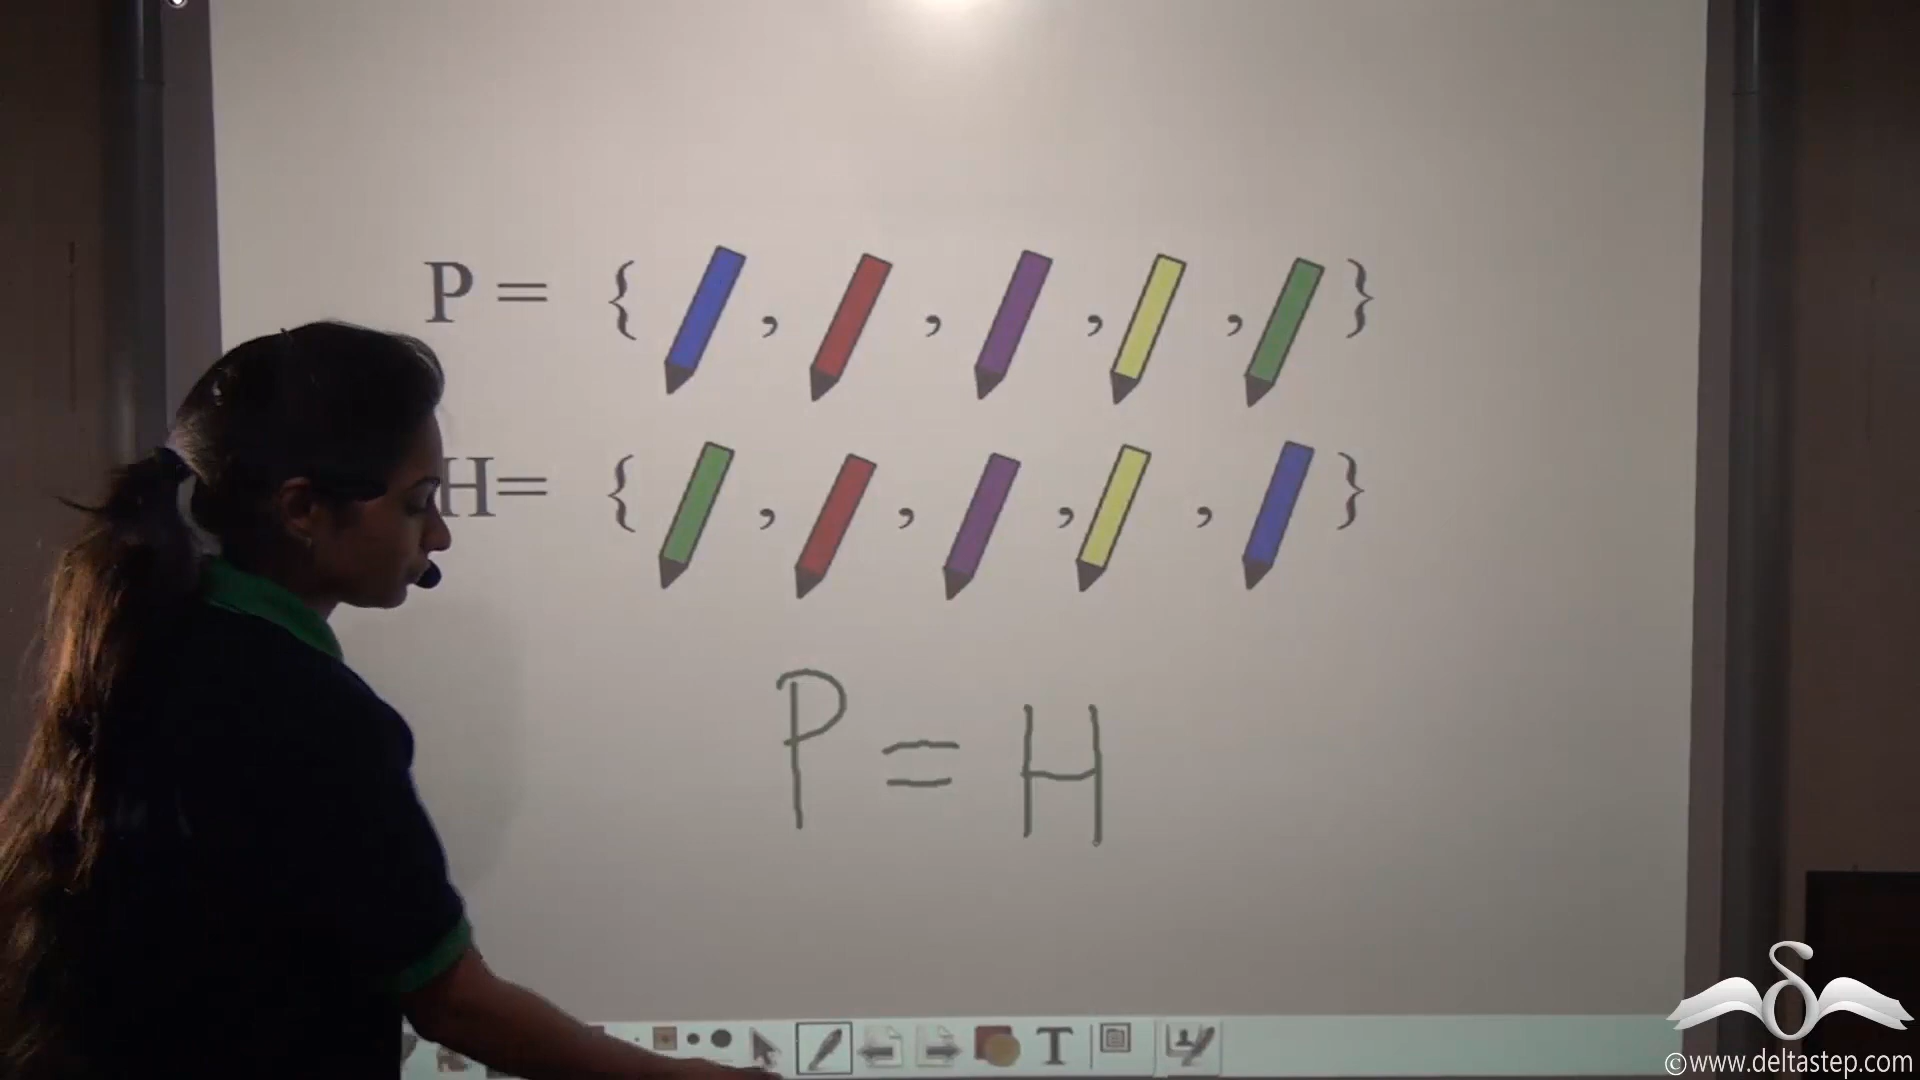 P = { , , , , }
H= { , , , , }
P = H
T
©www.deltastep.com